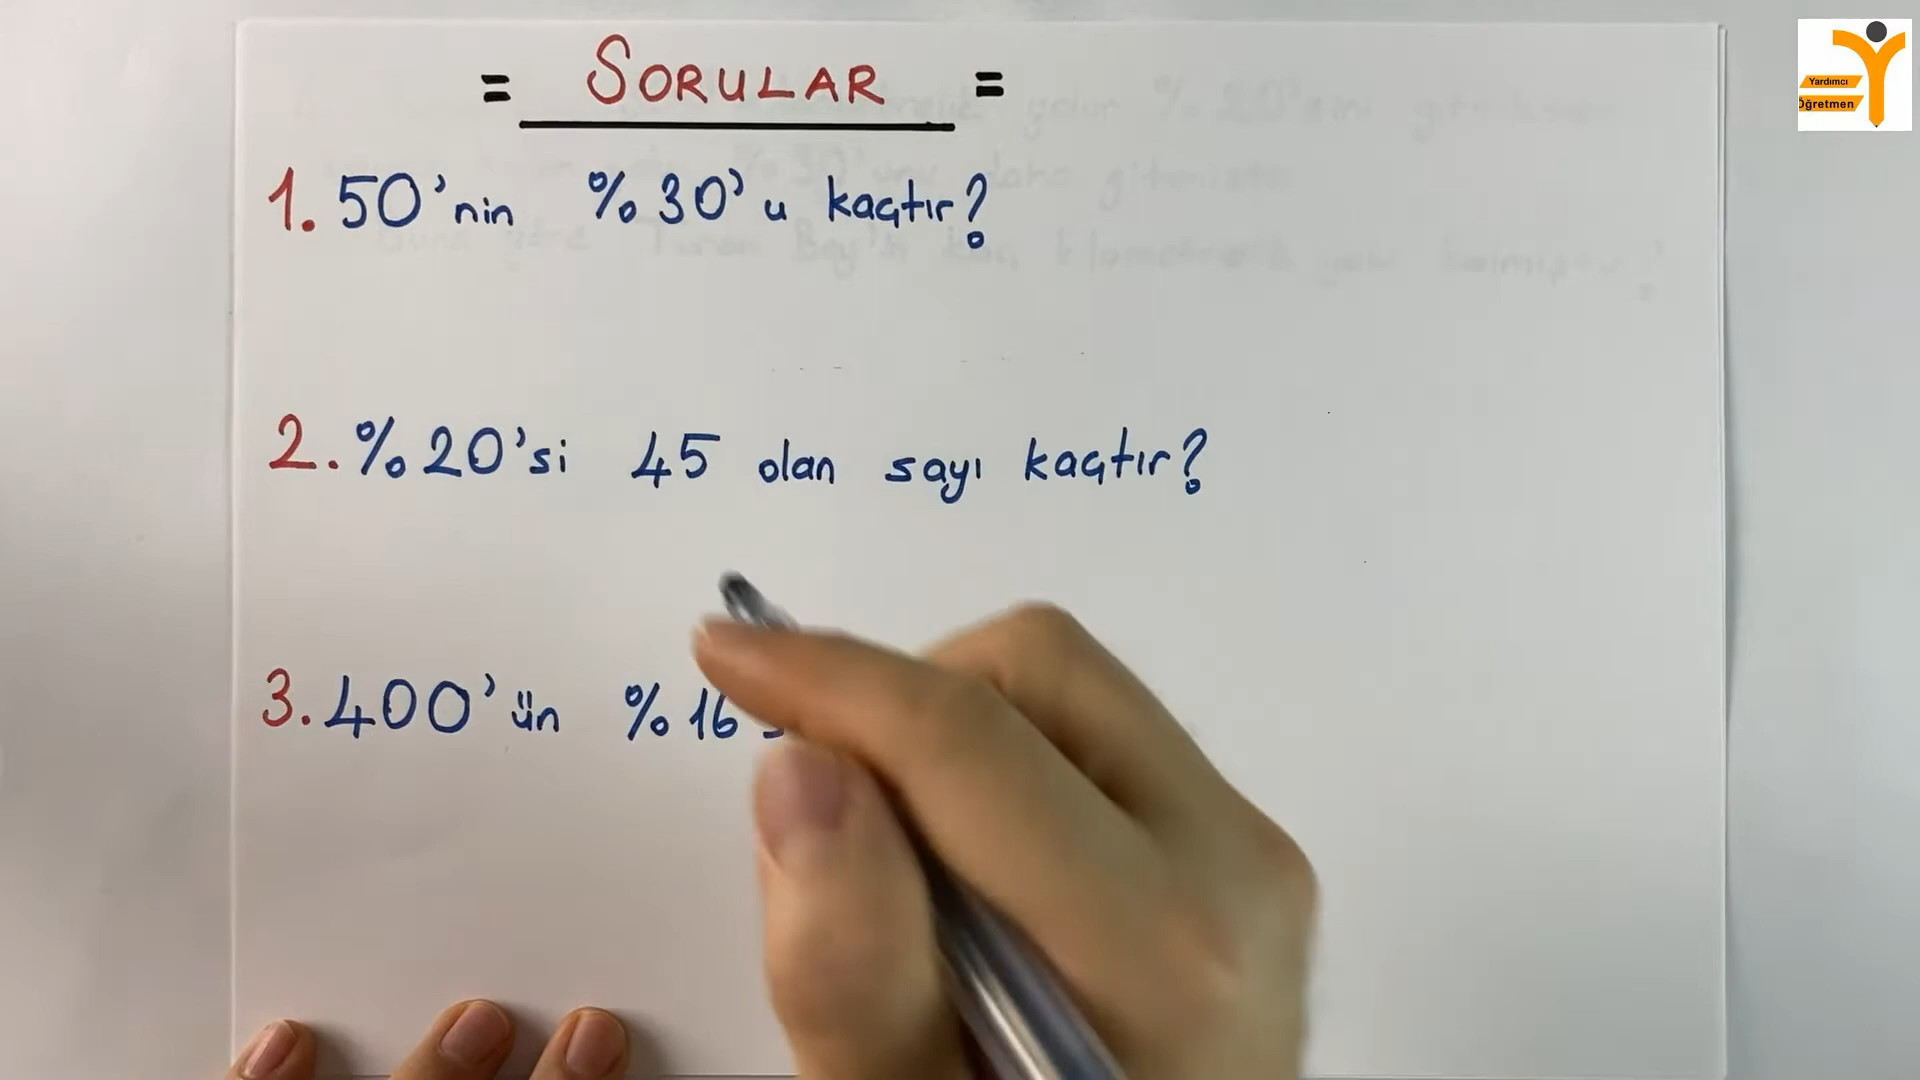 = SORULAR =
1. 50'nin %30'u kaçtır?
2. %20'si 45 olan sayı kaçtır?
3. 400'ün %16
Yardımcı
Öğretmen